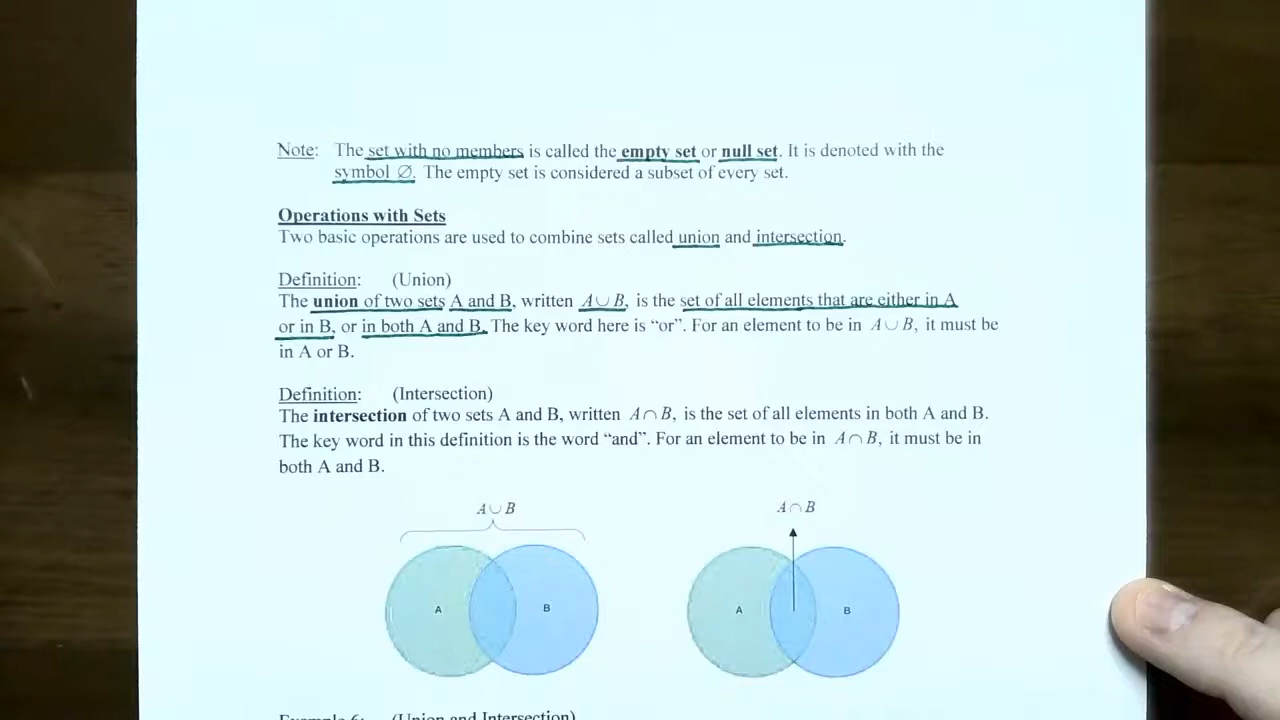 Note: The set with no members is called the empty set or null set. It is denoted with the
symbol ∅. The empty set is considered a subset of every set.
Operations with Sets
Two basic operations are used to combine sets called union and intersection.
Definition: (Union)
The union of two sets A and B, written A∪B, is the set of all elements that are either in A
or in B, or in both A and B. The key word here is “or”. For an element to be in A∪B, it must be
in A or B.
Definition: (Intersection)
The intersection of two sets A and B, written A∩B, is the set of all elements in both A and B.
The key word in this definition is the word “and”. For an element to be in A∩B, it must be in
both A and B.
A∪B A∩B
A B A B
Example 6: (Union and Intersection)